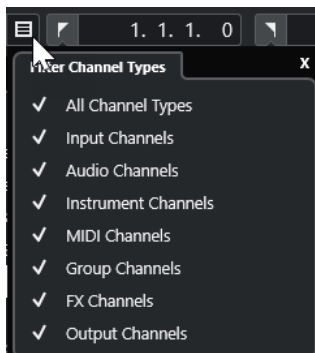 1. 1. 1. 0
Filter Channel Types x
✓ All Channel Types
✓ Input Channels
✓ Audio Channels
✓ Instrument Channels
✓ MIDI Channels
✓ Group Channels
✓ FX Channels
✓ Output Channels